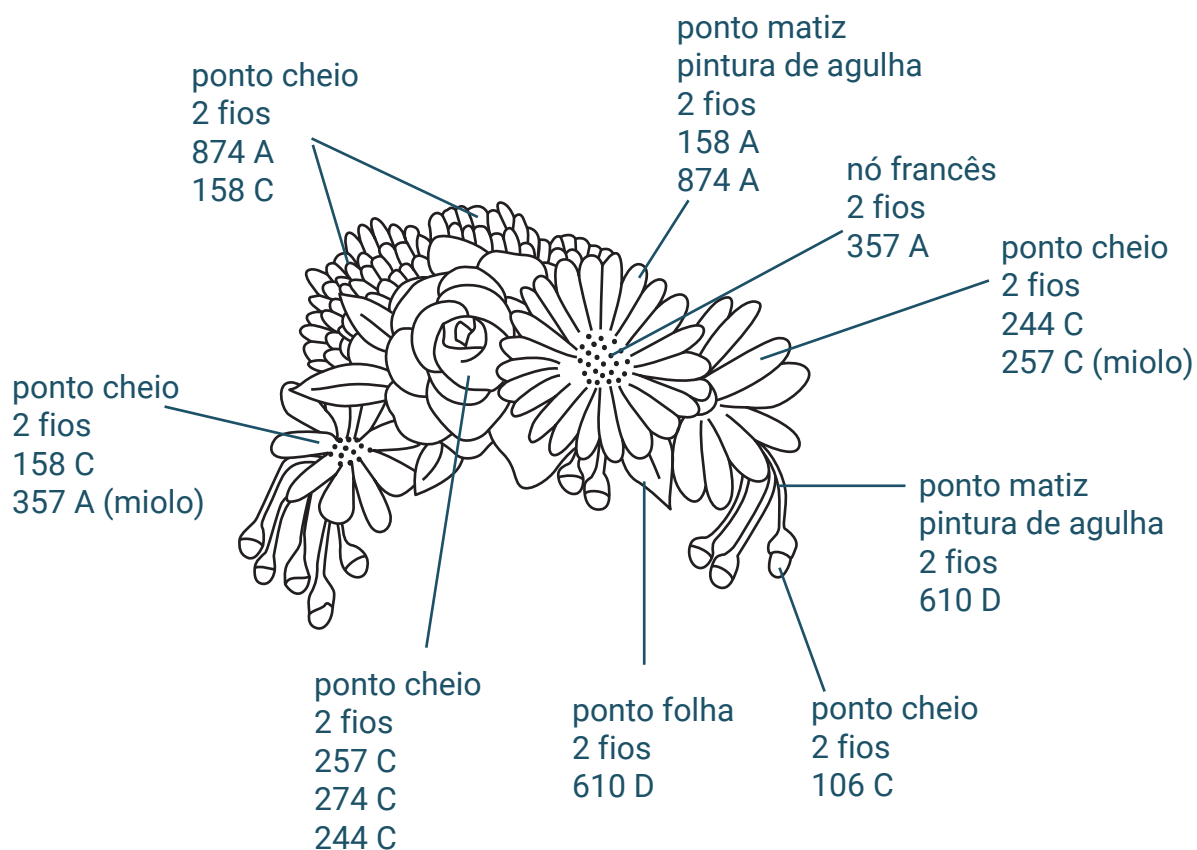 ponto matiz
pintura de agulha
2 fios
158 A
874 A
ponto cheio
2 fios
874 A
158 C
nó francês
2 fios
357 A
ponto cheio
2 fios
244 C
257 C (miolo)
ponto cheio
2 fios
158 C
357 A (miolo)
ponto matiz
pintura de agulha
2 fios
610 D
ponto cheio
2 fios
257 C
274 C
244 C
ponto folha
2 fios
610 D
ponto cheio
2 fios
106 C